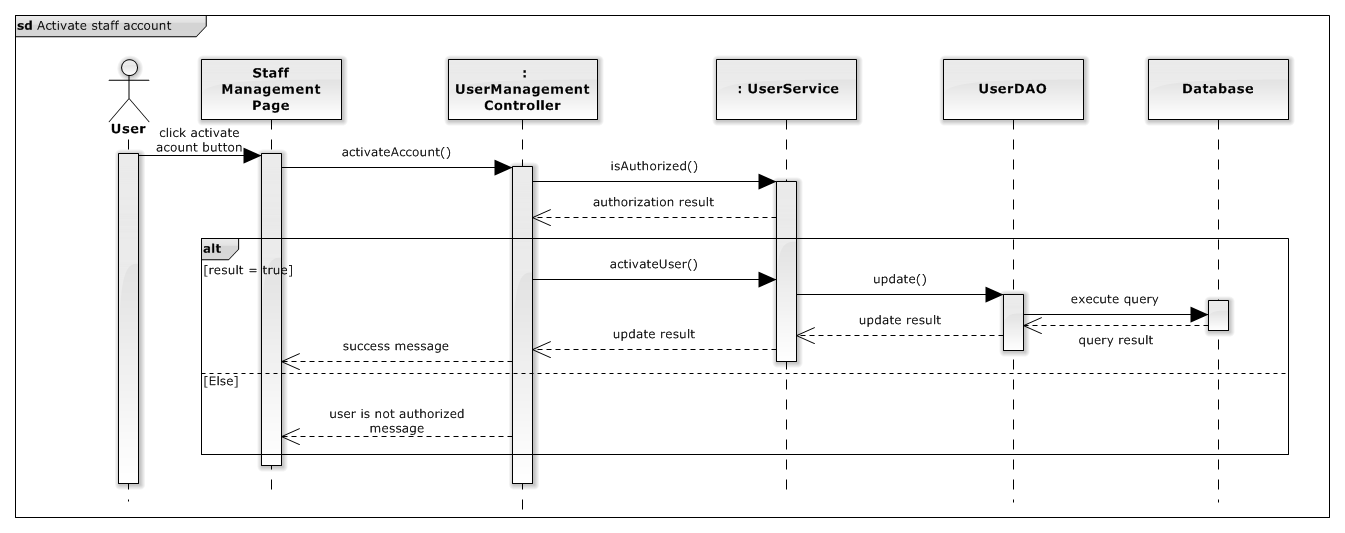 sd Activate staff account
Staff
Management
Page
:
UserManagement
Controller
: UserService
UserDAO
Database
User
click activate
acount button
activateAccount()
isAuthorized()
authorization result
alt
[result = true]
activateUser()
update()
execute query
update result
query result
update result
success message
[Else]
user is not authorized
message